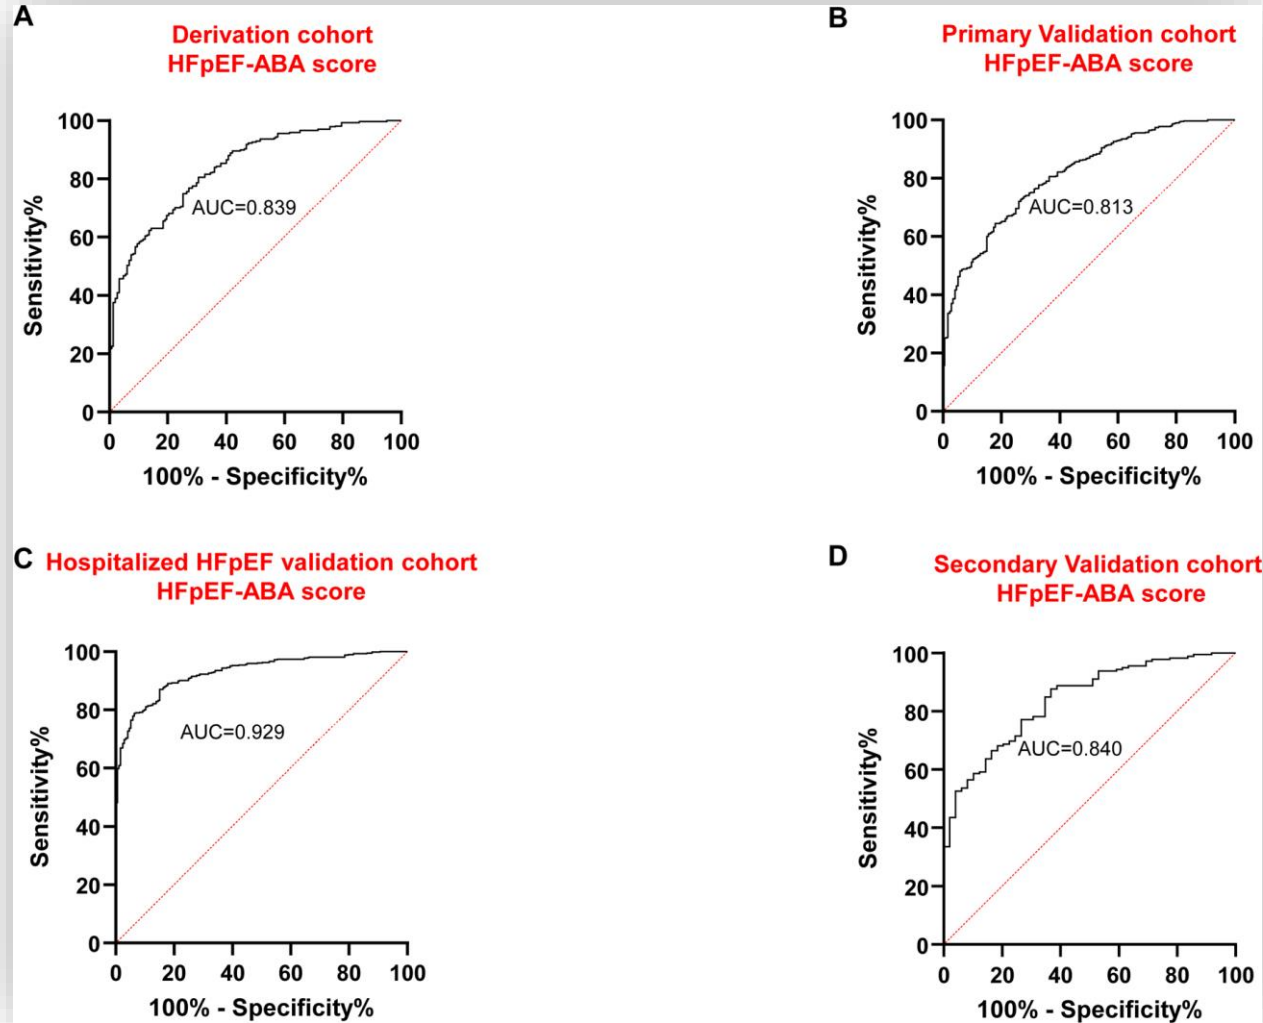 A
Derivation cohort
HFpEF-ABA score
100
80
60
40
20
0
Sensitivity%
AUC=0.839
0 20 40 60 80 100
100% - Specificity%
B
Primary Validation cohort
HFpEF-ABA score
100
80
60
40
20
0
Sensitivity%
AUC=0.813
0 20 40 60 80 100
100% - Specificity%
C
Hospitalized HFpEF validation cohort
HFpEF-ABA score
100
80
60
40
20
0
Sensitivity%
AUC=0.929
0 20 40 60 80 100
100% - Specificity%
D
Secondary Validation cohort
HFpEF-ABA score
100
80
60
40
20
0
Sensitivity%
AUC=0.840
0 20 40 60 80 100
100% - Specificity%